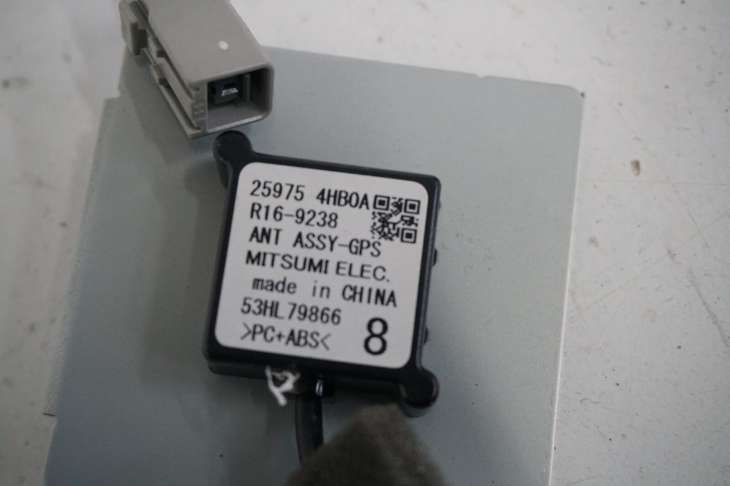 25975 4HB0A
R16-9238
ANT ASSY-GPS
MITSUMI ELEC.
made in CHINA
53HL79866
>PC+ABS<
8